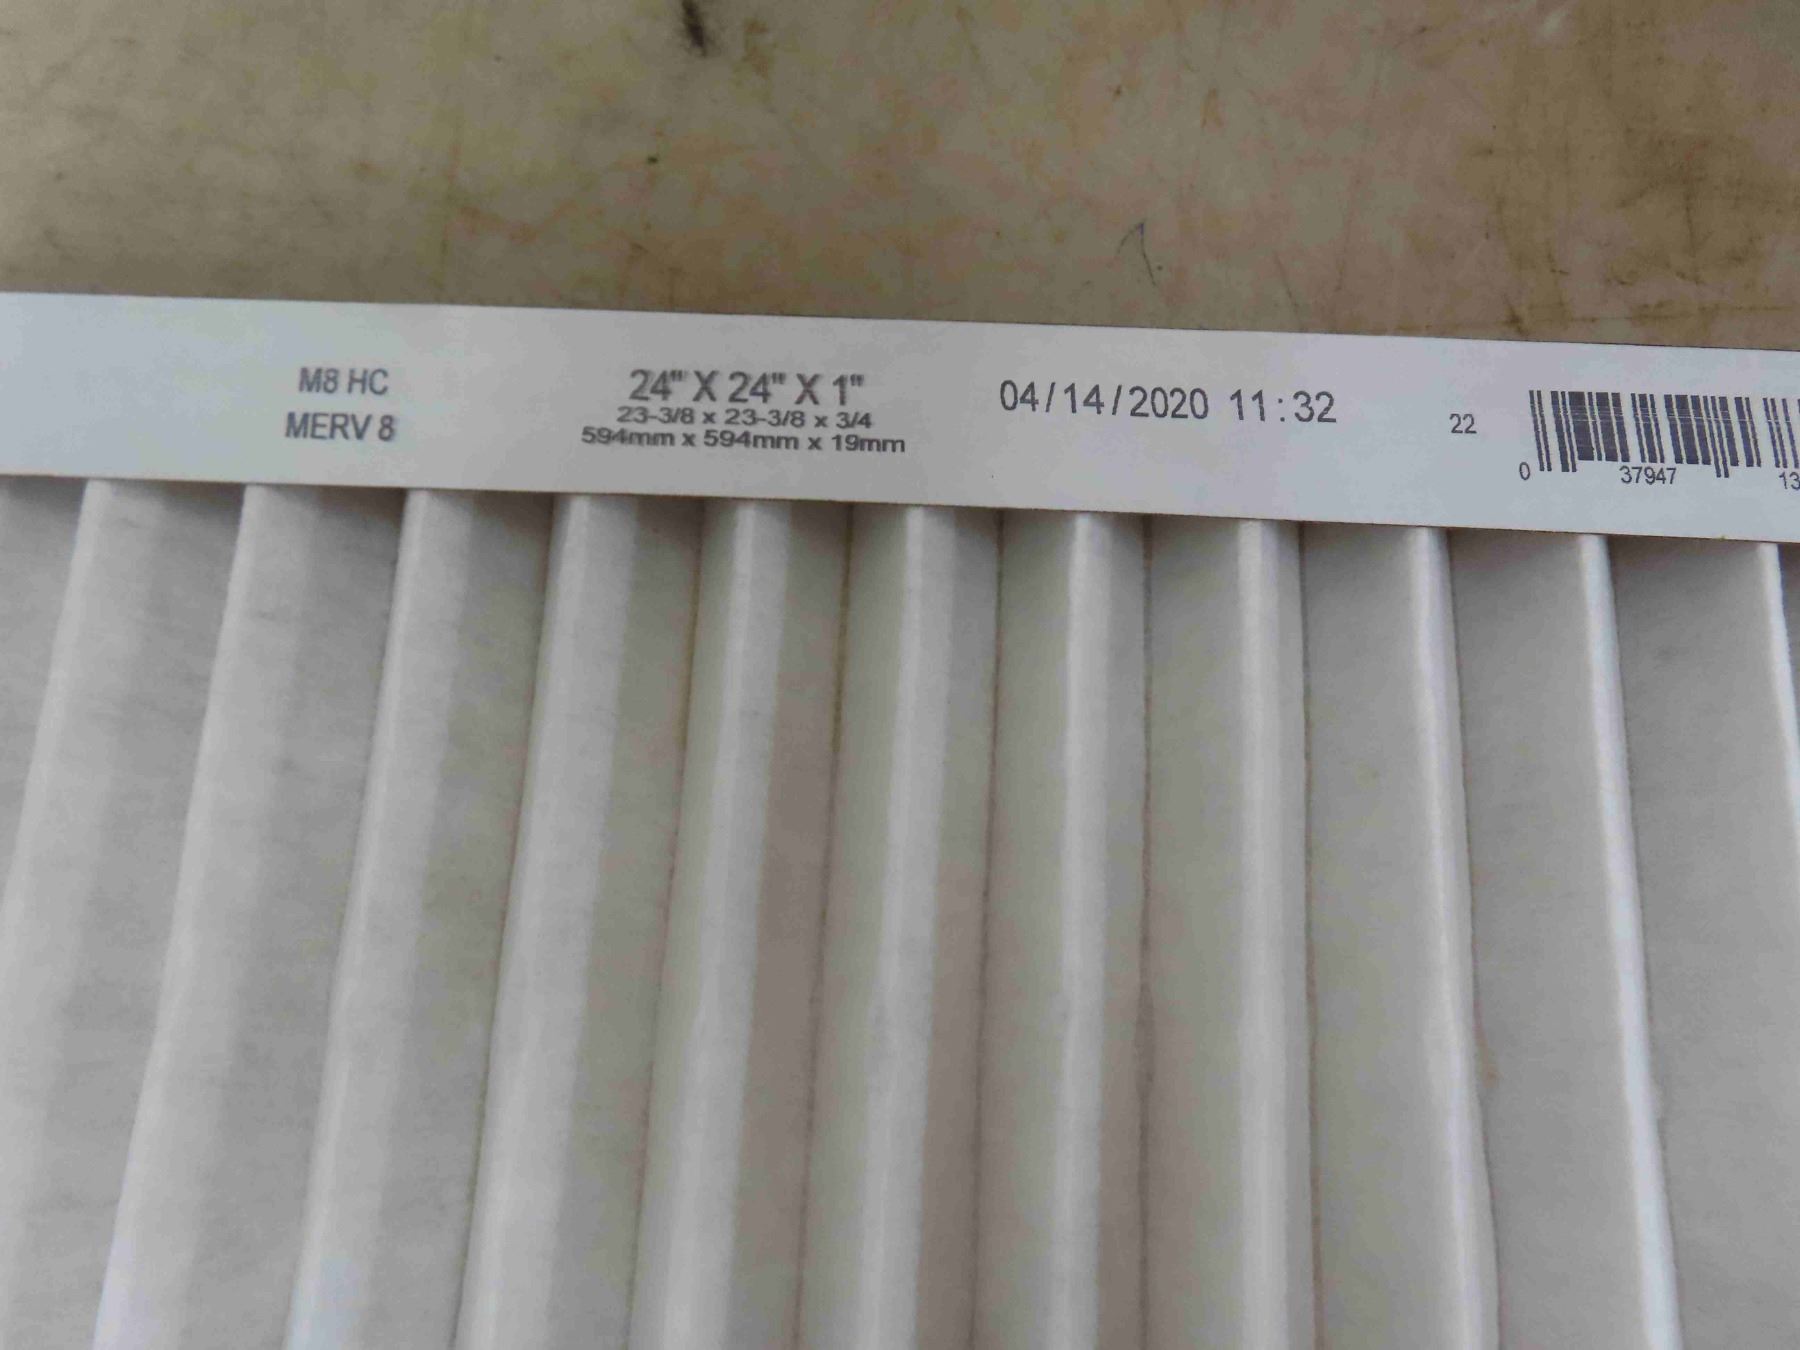 M8 HC
MERV 8
24" X 24" X 1"
23-3/8 x 23-3/8 x 3/4
594mm x 594mm x 19mm
04/14/2020 11:32
22
0 37947 13